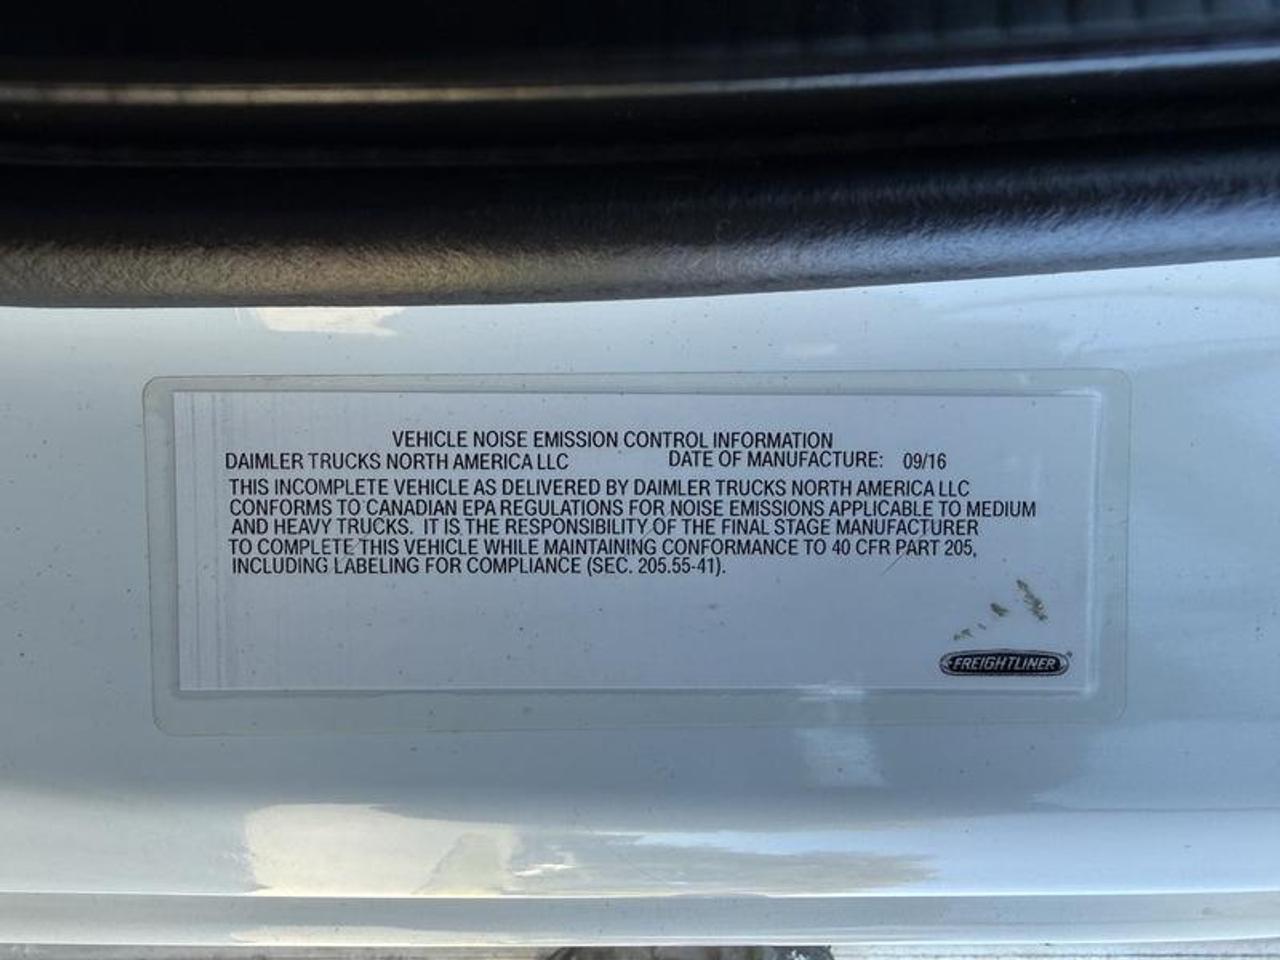 VEHICLE NOISE EMISSION CONTROL INFORMATION
DAIMLER TRUCKS NORTH AMERICA LLC DATE OF MANUFACTURE: 09/16
THIS INCOMPLETE VEHICLE AS DELIVERED BY DAIMLER TRUCKS NORTH AMERICA LLC
CONFORMS TO CANADIAN EPA REGULATIONS FOR NOISE EMISSIONS APPLICABLE TO MEDIUM
AND HEAVY TRUCKS. IT IS THE RESPONSIBILITY OF THE FINAL STAGE MANUFACTURER
TO COMPLETE THIS VEHICLE WHILE MAINTAINING CONFORMANCE TO 40 CFR PART 205,
INCLUDING LABELING FOR COMPLIANCE (SEC. 205.55-41).
FREIGHTLINER